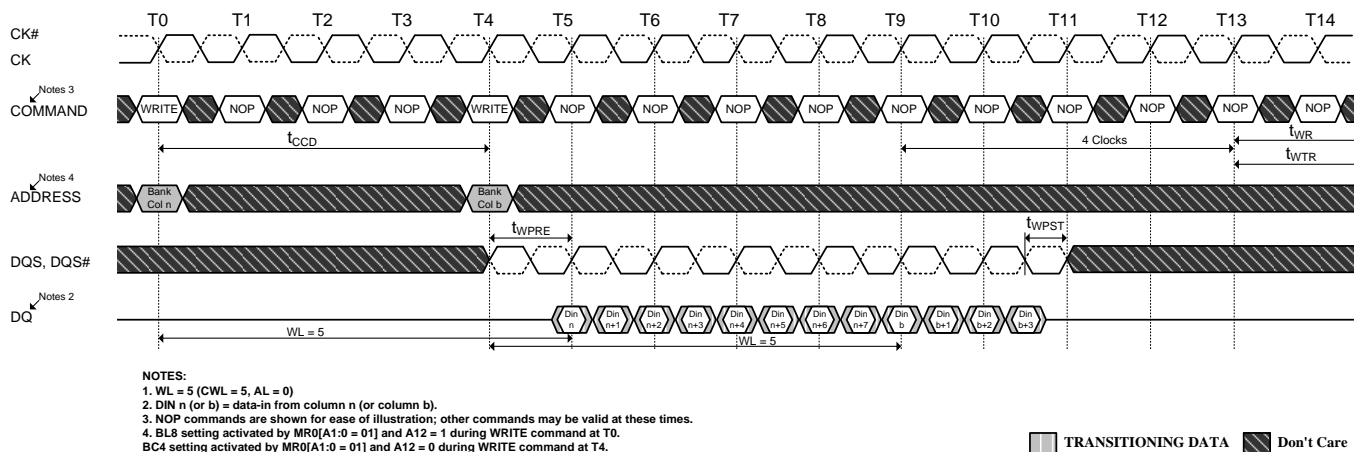 T0 T1 T2 T3 T4 T5 T6 T7 T8 T9 T10 T11 T12 T13 T14
CK#
CK
Notes 3
COMMAND
WRITE NOP NOP NOP WRITE NOP NOP NOP NOP NOP NOP NOP NOP NOP NOP
tCCD
4 Clocks
tWR
tWTR
Notes 4
ADDRESS
Bank Bank
Col n Col b
tWPRE
tWPST
DQS, DQS#
Notes 2
DQ
Din Din Din Din Din Din Din Din Din Din Din Din
n n+1 n+2 n+3 n+4 n+5 n+6 n+7 b b+1 b+2 b+3
WL = 5
WL = 5
NOTES:
1. WL = 5 (CWL = 5, AL = 0)
2. DIN n (or b) = data-in from column n (or column b).
3. NOP commands are shown for ease of illustration; other commands may be valid at these times.
4. BL8 setting activated by MR0[A1:0 = 01] and A12 = 1 during WRITE command at T0.
BC4 setting activated by MR0[A1:0 = 01] and A12 = 0 during WRITE command at T4.
TRANSITIONING DATA Don't Care